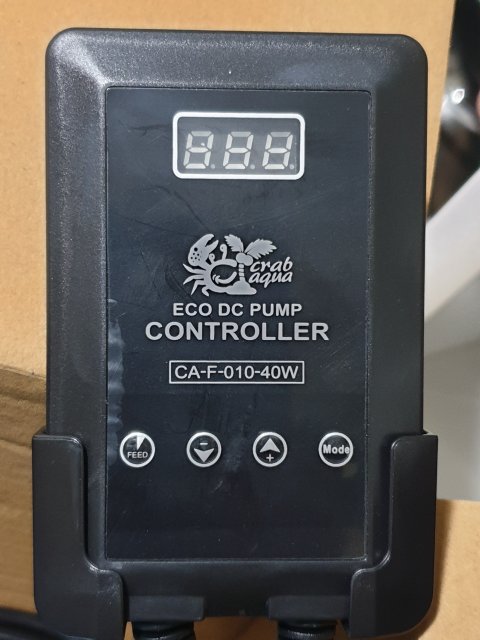 crab
aqua
ECO DC PUMP
CONTROLLER
CA-F-010-40W
FEED - + Mode